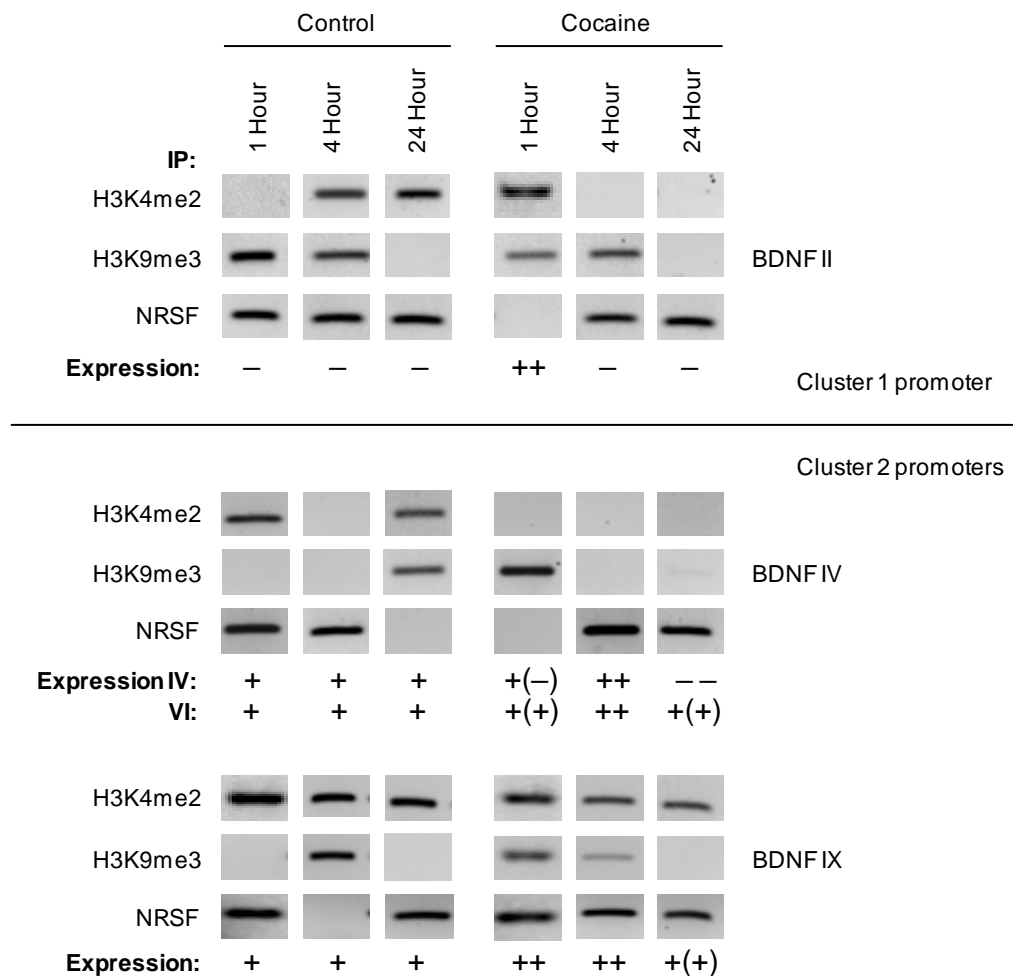 Control Cocaine
1 Hour 4 Hour 24 Hour 1 Hour 4 Hour 24 Hour
IP:
H3K4me2
H3K9me3 BDNF II
NRSF
Expression: – – – ++ – –
Cluster 1 promoter
Cluster 2 promoters
H3K4me2
H3K9me3 BDNF IV
NRSF
Expression IV: + + + +(–) ++ – –
VI: + + + +(+) ++ +(+)
H3K4me2
H3K9me3 BDNF IX
NRSF
Expression: + + + ++ ++ +(+)